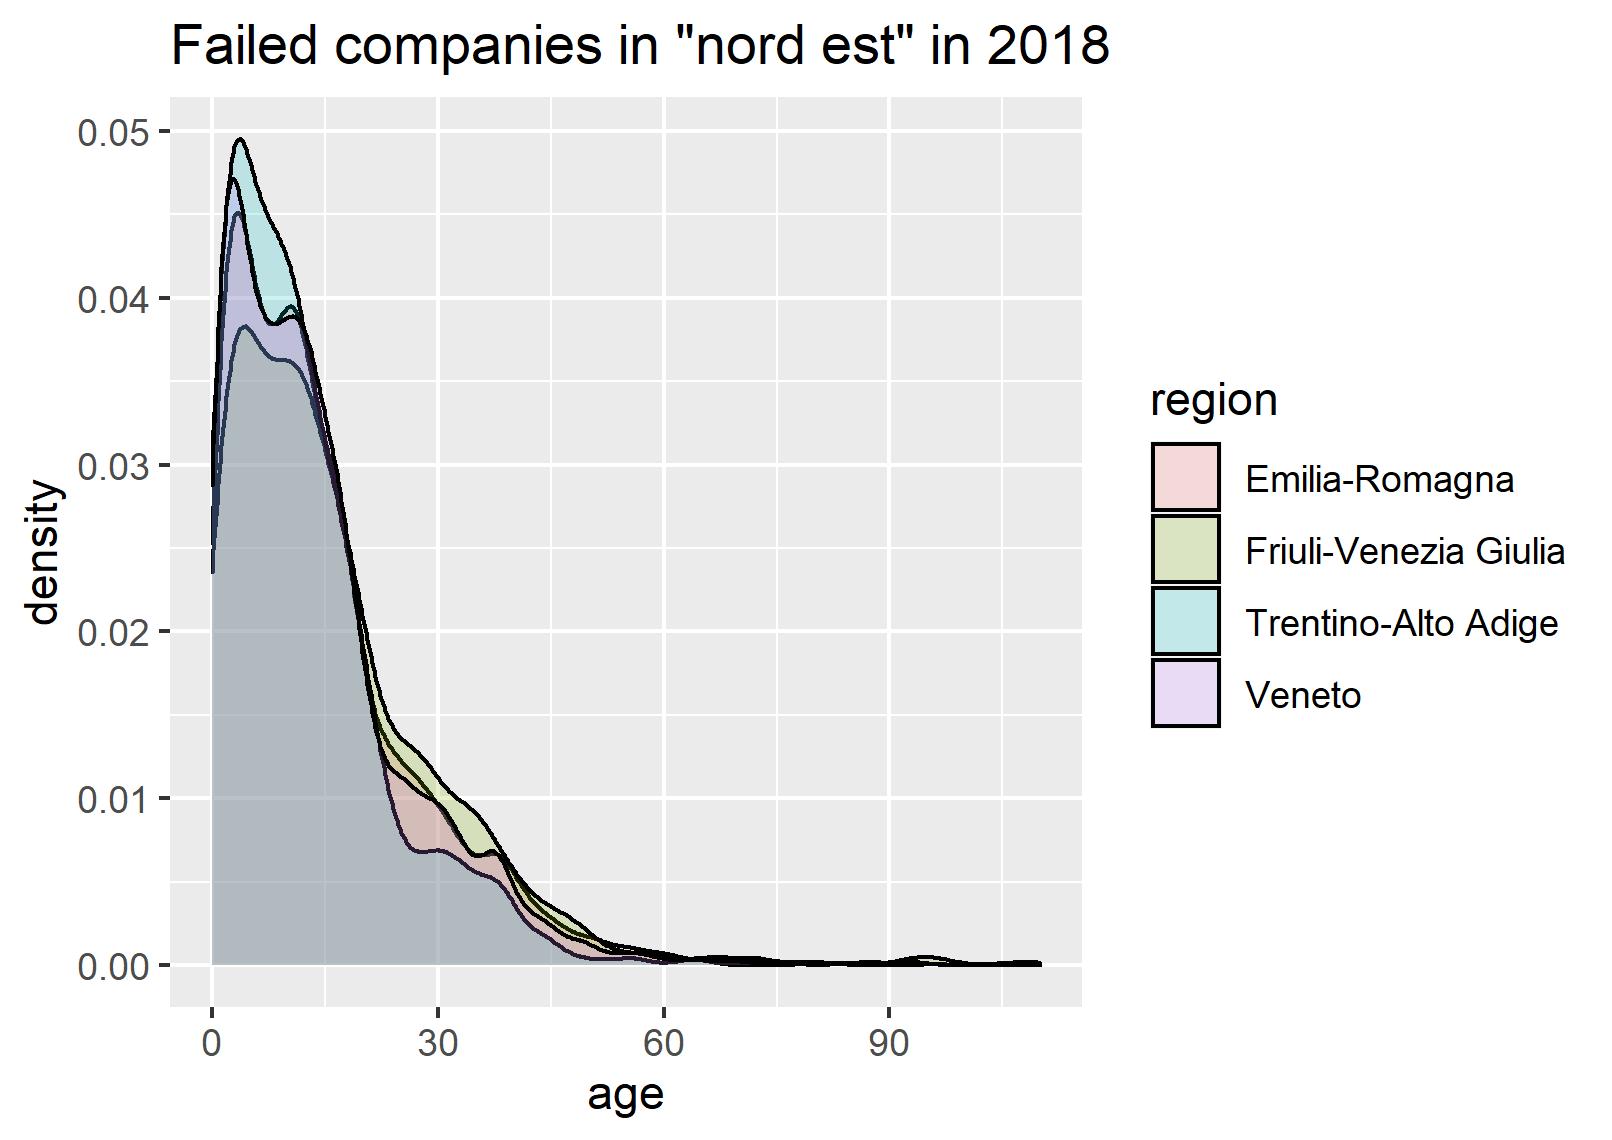 Failed companies in "nord est" in 2018
density
0.05
0.04
0.03
0.02
0.01
0.00
0 30 60 90
age
region
Emilia-Romagna
Friuli-Venezia Giulia
Trentino-Alto Adige
Veneto